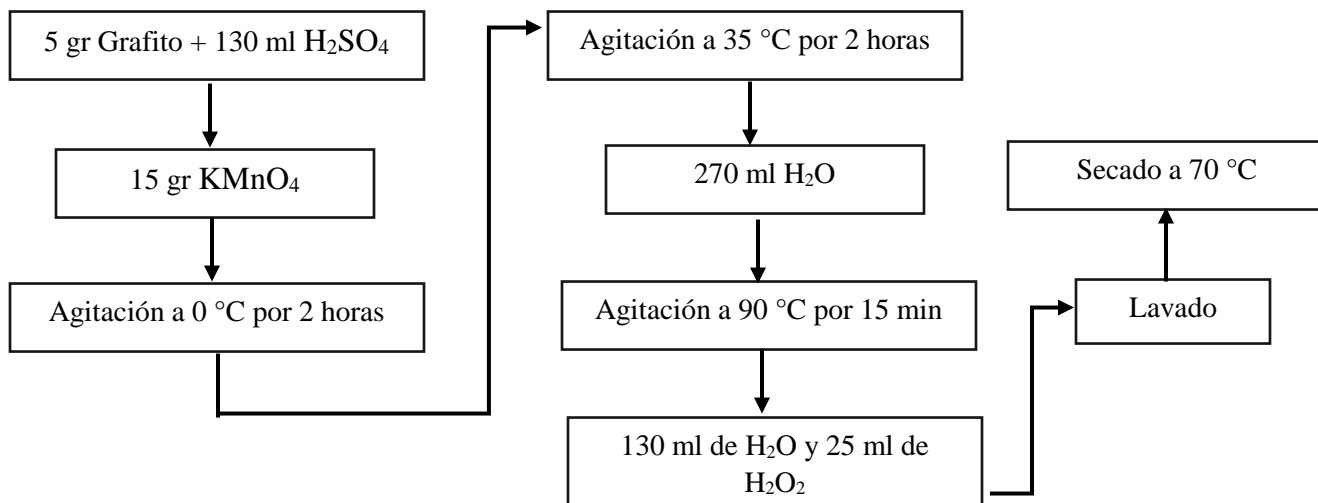 5 gr Grafito + 130 ml H₂SO₄
15 gr KMnO₄
Agitación a 0 °C por 2 horas
Agitación a 35 °C por 2 horas
270 ml H₂O
Agitación a 90 °C por 15 min
130 ml de H₂O y 25 ml de
H₂O₂
Lavado
Secado a 70 °C